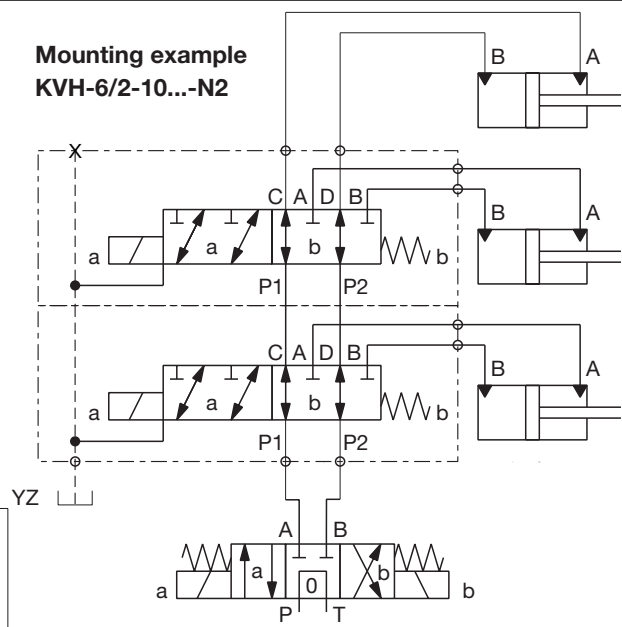 Mounting example
KVH-6/2-10...-N2
B A
X
C A D B
B A
a a b b
P1 P2
C A D B
B A
a a b b
P1 P2
YZ
A B
a a 0 b b
P T